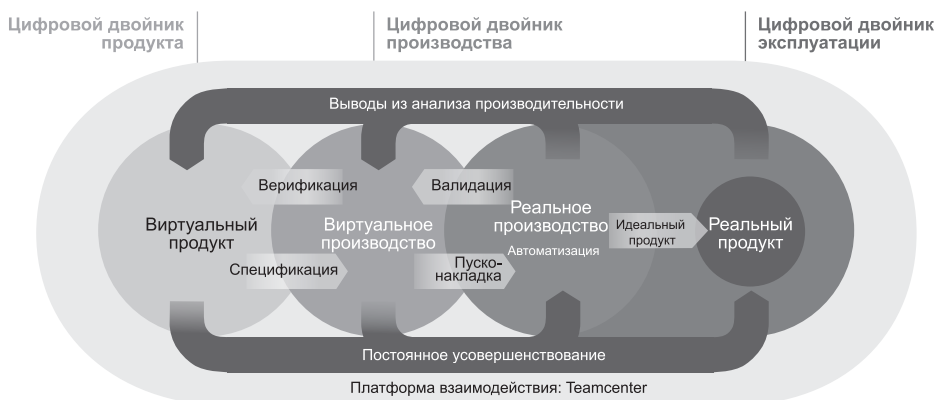 Цифровой двойник
продукта
Цифровой двойник
производства
Цифровой двойник
эксплуатации
Выводы из анализа производительности
Верификация
Валидация
Виртуальный
продукт
Виртуальное
производство
Реальное
производство
Автоматизация
Идеальный
продукт
Реальный
продукт
Спецификация
Пуско-
накладка
Постоянное усовершенствование
Платформа взаимодействия: Teamcenter